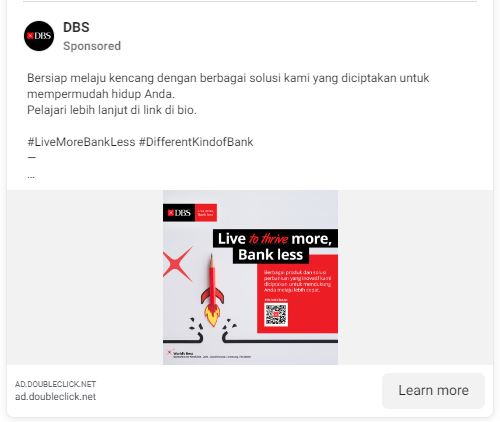 DBS
Sponsored
Bersiap melaju kencang dengan berbagai solusi kami yang diciptakan untuk
mempermudah hidup Anda.
Pelajari lebih lanjut di link di bio.
#LiveMoreBankLess #DifferentKindofBank
—
...
DBS
Live more,
Bank less
Live to thrive more,
Bank less
Berbagai produk dan solusi
perbankan yang inovatif kami
diciptakan untuk mendukung
Anda melaju lebih cepat.
World's Best
AD.DOUBLECLICK.NET
ad.doubleclick.net
Learn more